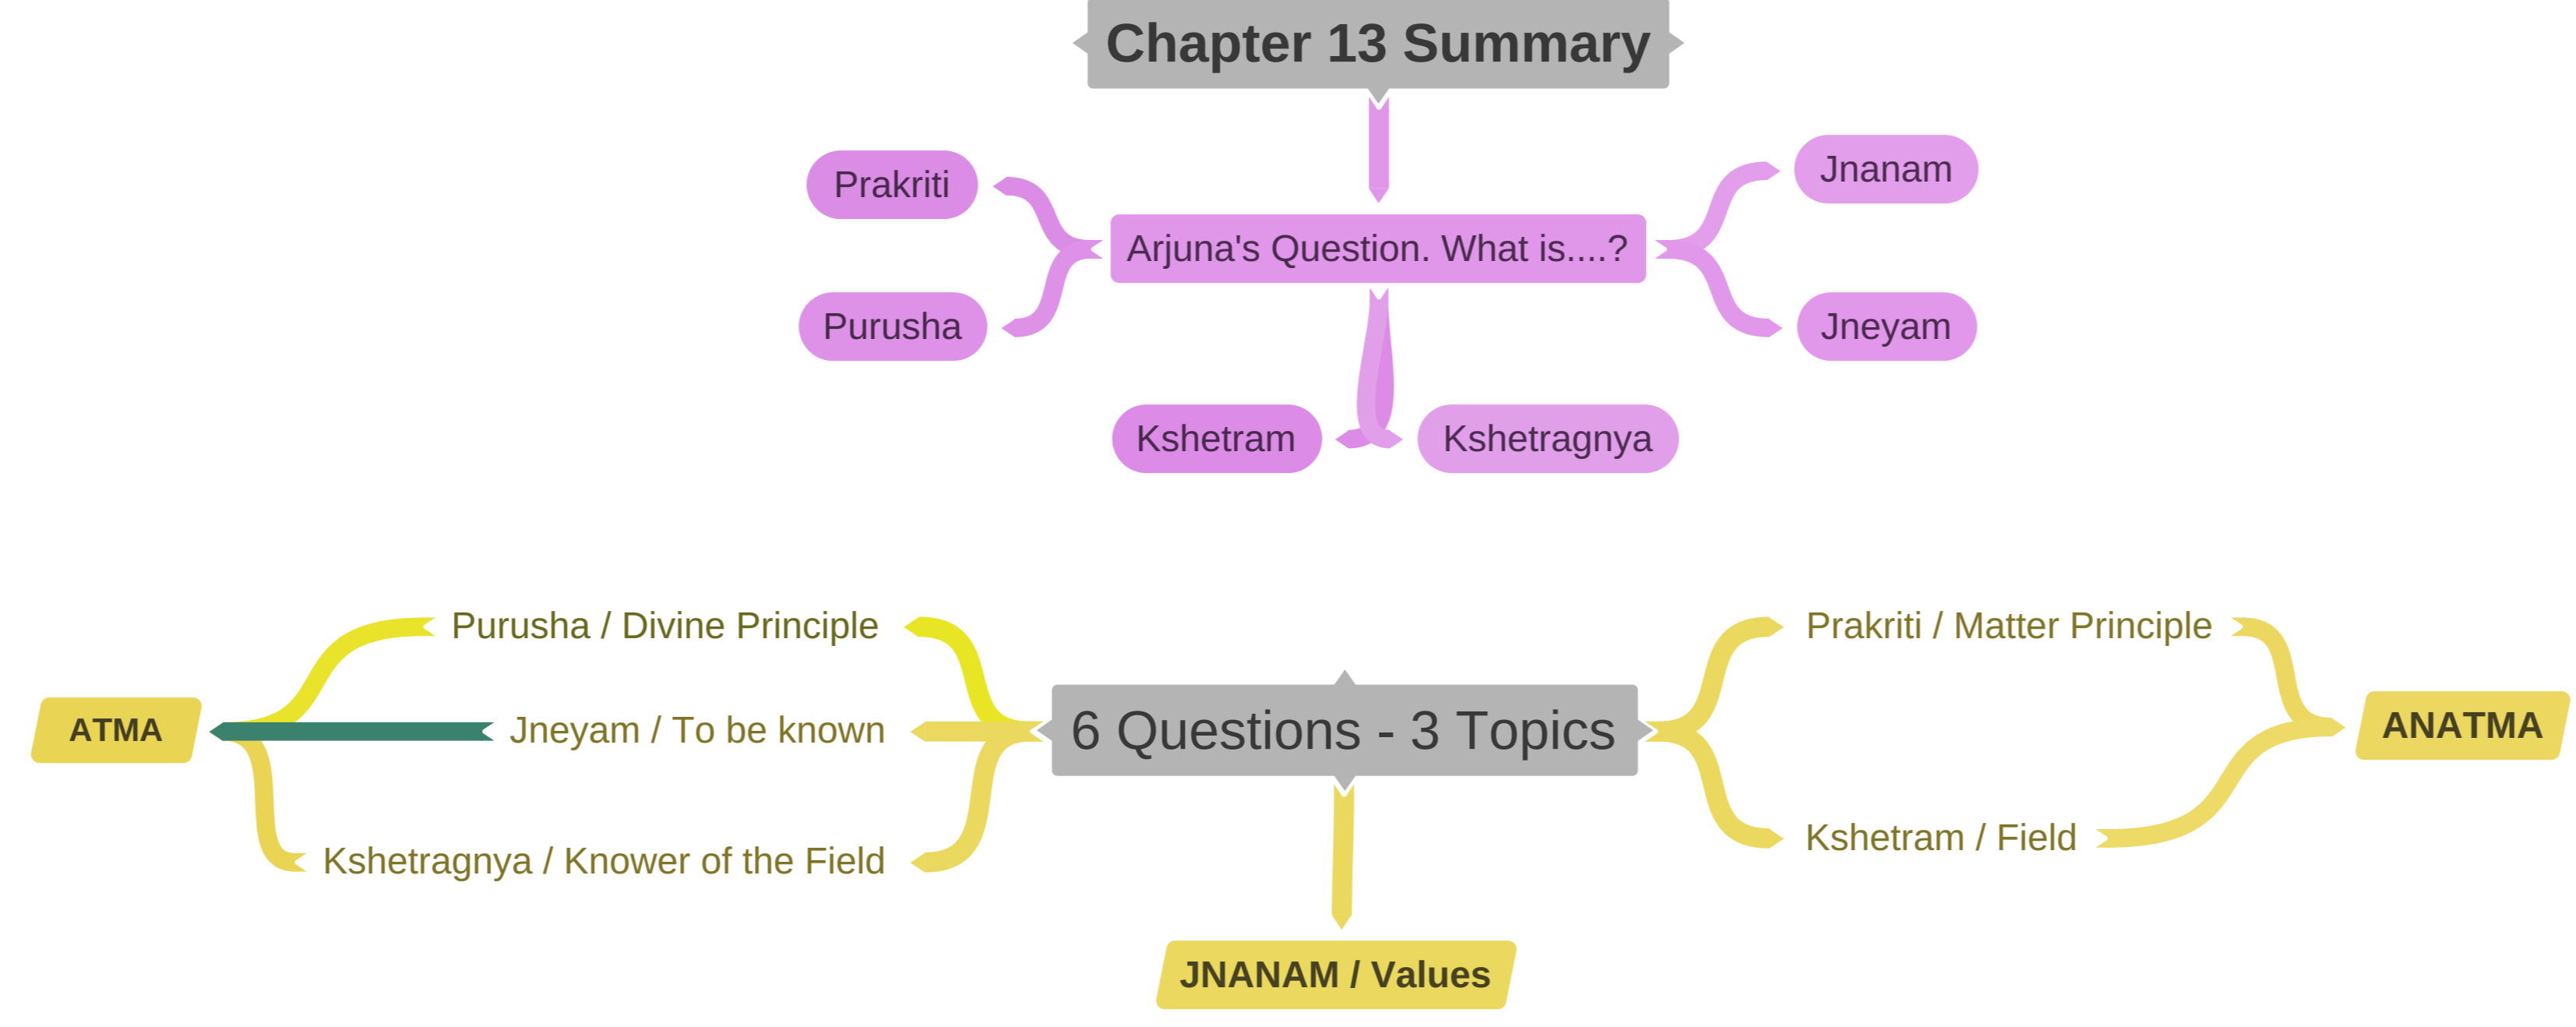 Chapter 13 Summary
Prakriti
Jnanam
Arjuna's Question. What is....?
Purusha
Jneyam
Kshetram
Kshetragnya
Purusha / Divine Principle
Prakriti / Matter Principle
ATMA
Jneyam / To be known
6 Questions - 3 Topics
ANATMA
Kshetragnya / Knower of the Field
Kshetram / Field
JNANAM / Values